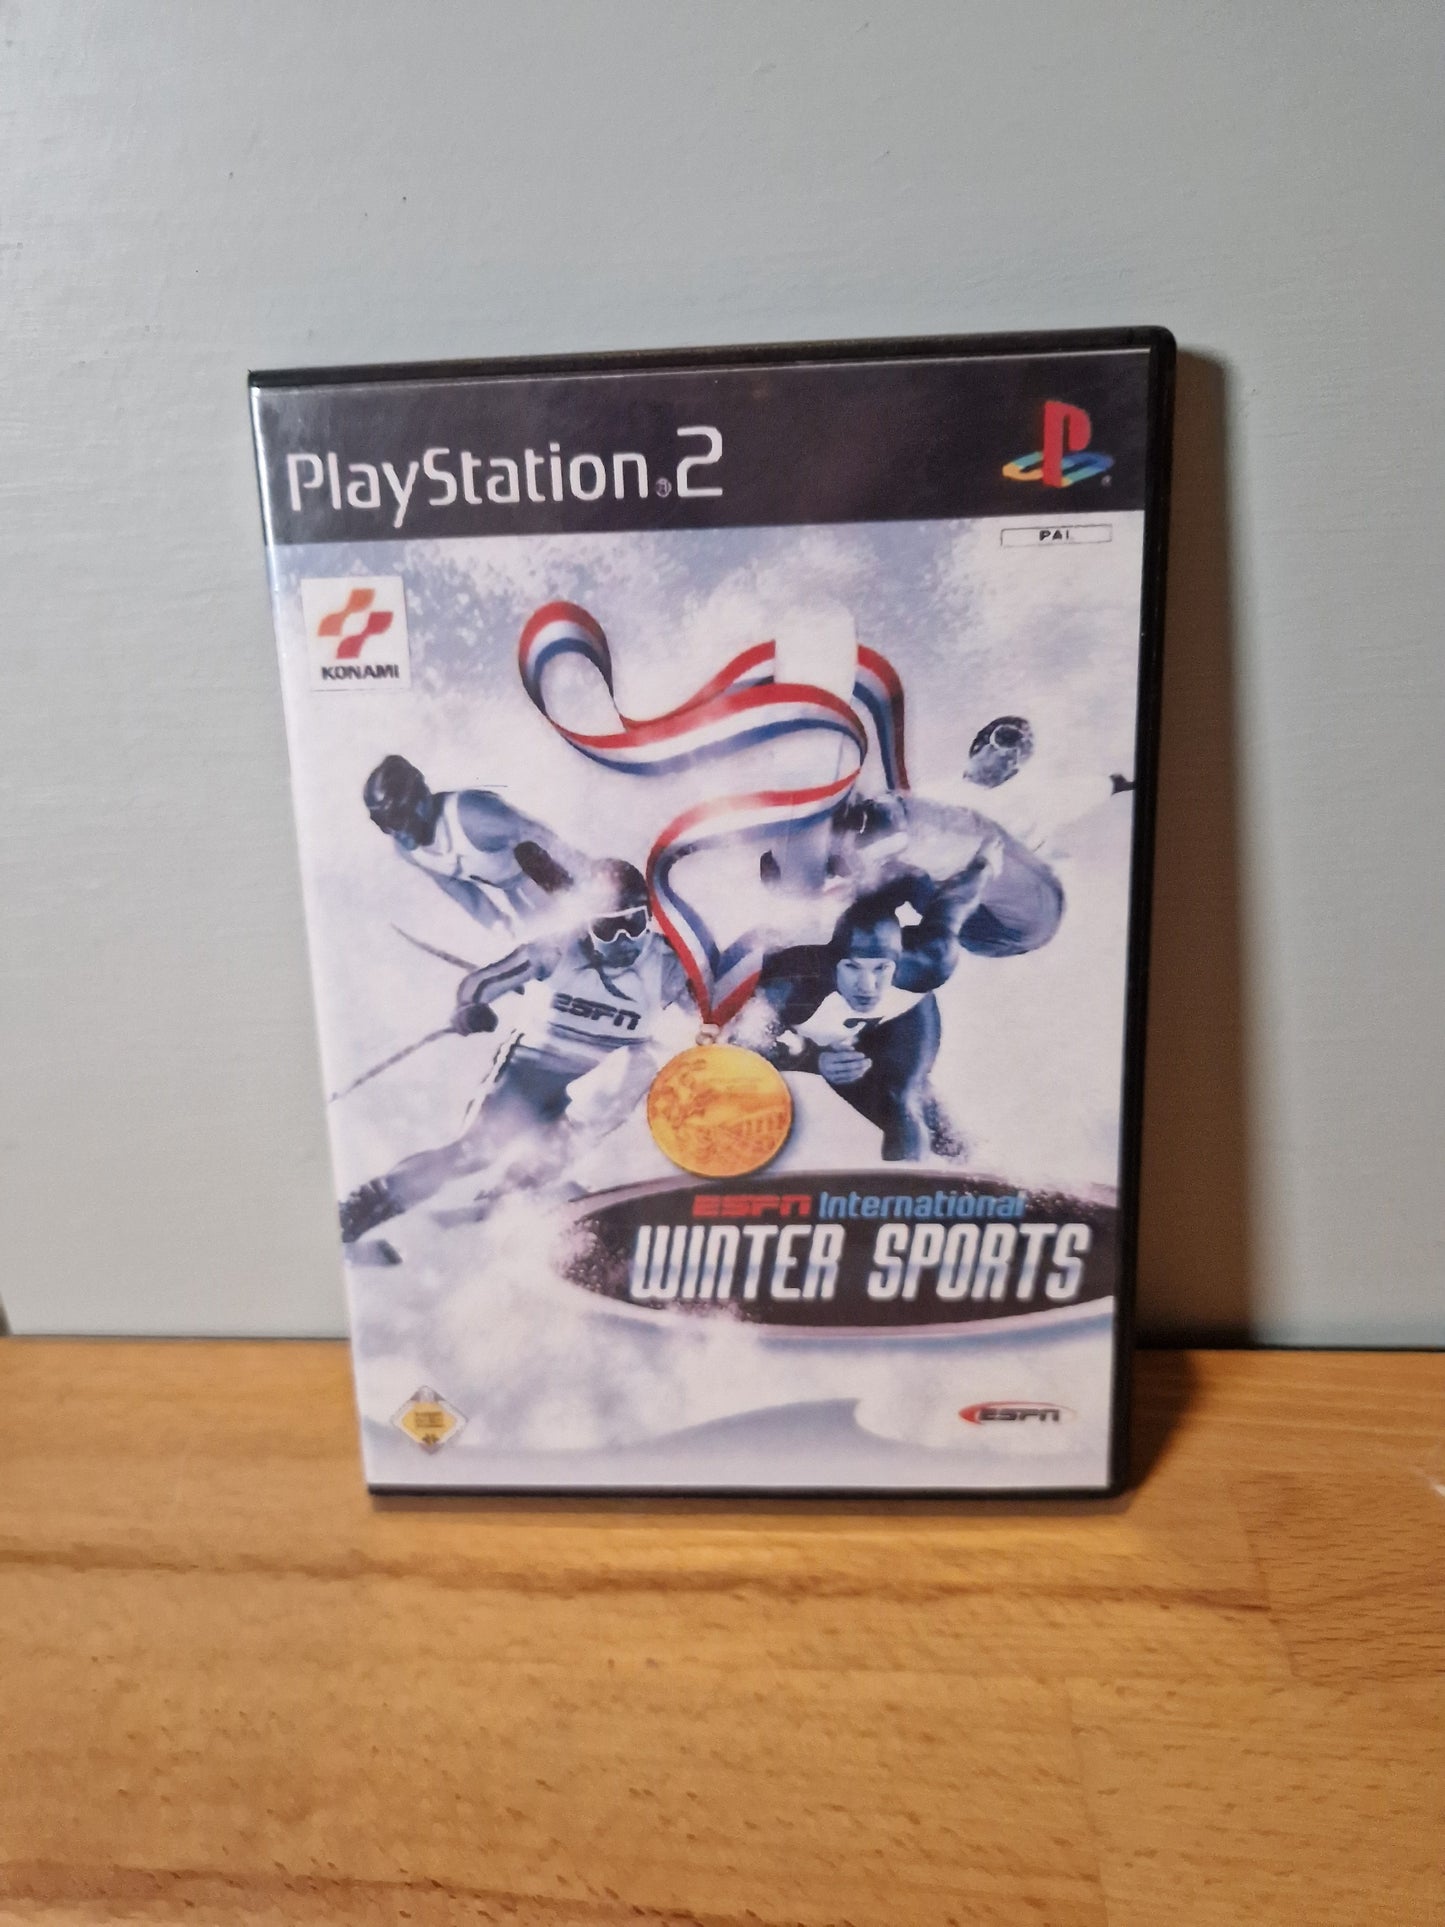 PlayStation®2
PAL
KONAMI
ESPN
ESPN International
WINTER SPORTS
ESPN